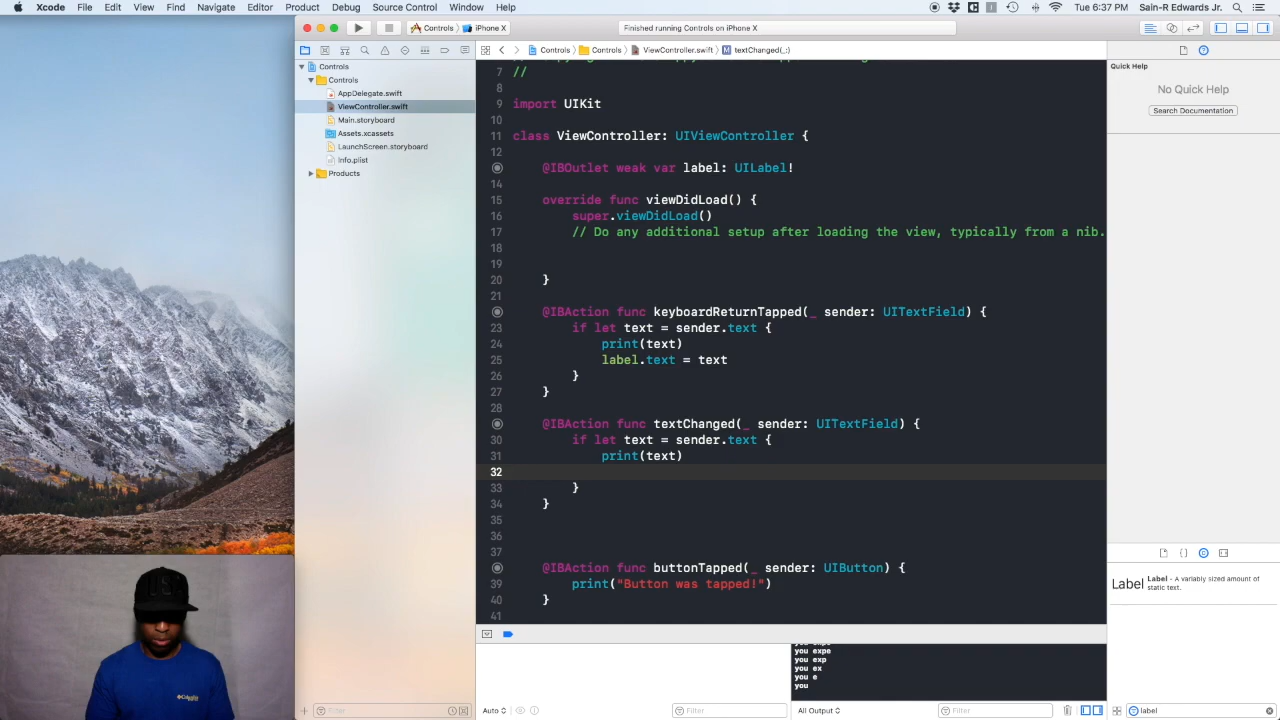 Xcode File Edit View Find Navigate Editor Product Debug Source Control Window Help
Tue 6:37 PM Sain-R Edwards Jr.
Controls iPhone X
Finished running Controls on iPhone X
Controls
Controls
AppDelegate.swift
ViewController.swift
Main.storyboard
Assets.xcassets
LaunchScreen.storyboard
Info.plist
Products
Filter
Controls Controls ViewController.swift textChanged(_:)
7 //
8
9 import UIKit
10
11 class ViewController: UIViewController {
12
@IBOutlet weak var label: UILabel!
14
15 override func viewDidLoad() {
16 super.viewDidLoad()
17 // Do any additional setup after loading the view, typically from a nib.
18
19
20 }
21
@IBAction func keyboardReturnTapped(_ sender: UITextField) {
23 if let text = sender.text {
24 print(text)
25 label.text = text
26 }
27 }
28
@IBAction func textChanged(_ sender: UITextField) {
30 if let text = sender.text {
31 print(text)
32
33 }
34 }
35
36
37
@IBAction func buttonTapped(_ sender: UIButton) {
39 print("Button was tapped!")
40 }
41
Auto
Filter
you expe
you exp
you ex
you e
you
All Output
Filter
Quick Help
No Quick Help
Search Documentation
Label
Label - A variably sized amount of
static text.
label
Columbia